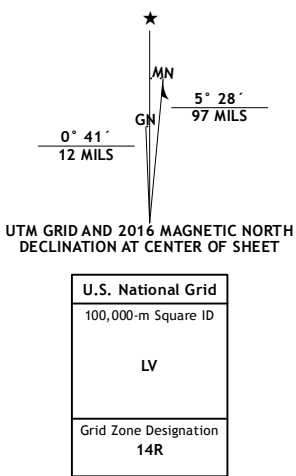 MN
5° 28´
97 MILS
GN
0° 41´
12 MILS
UTM GRID AND 2016 MAGNETIC NORTH
DECLINATION AT CENTER OF SHEET
U.S. National Grid
100,000-m Square ID
LV
Grid Zone Designation
14R